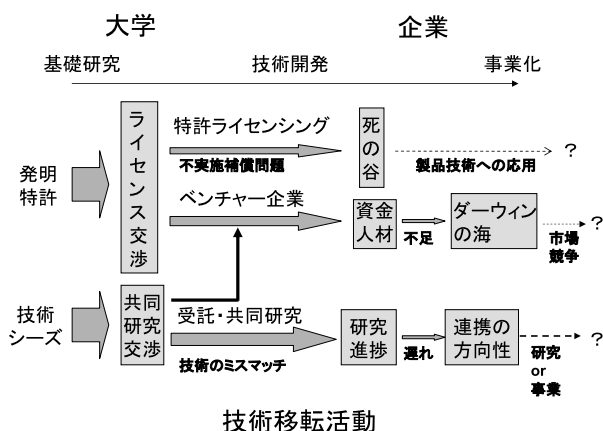 大学
企業
基礎研究
技術開発
事業化
発明
特許
ライセンス交渉
特許ライセンシング
不実施補償問題
死の谷
製品技術への応用
?
ベンチャー企業
資金
人材
不足
ダーウィン
の海
市場
競争
?
技術
シーズ
共同
研究
交渉
受託・共同研究
技術のミスマッチ
研究
進捗
遅れ
連携の
方向性
研究
or
事業
?
技術移転活動